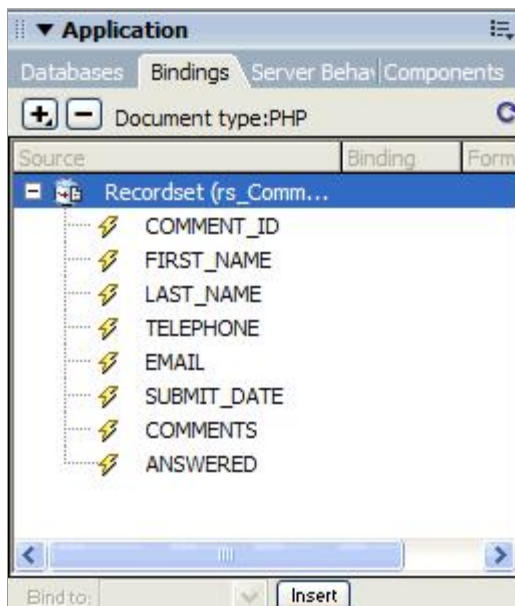 Application
Databases Bindings Server Behav Components
Document type:PHP
Source Binding Form
Recordset (rs_Comm...
COMMENT_ID
FIRST_NAME
LAST_NAME
TELEPHONE
EMAIL
SUBMIT_DATE
COMMENTS
ANSWERED
Bind to: Insert